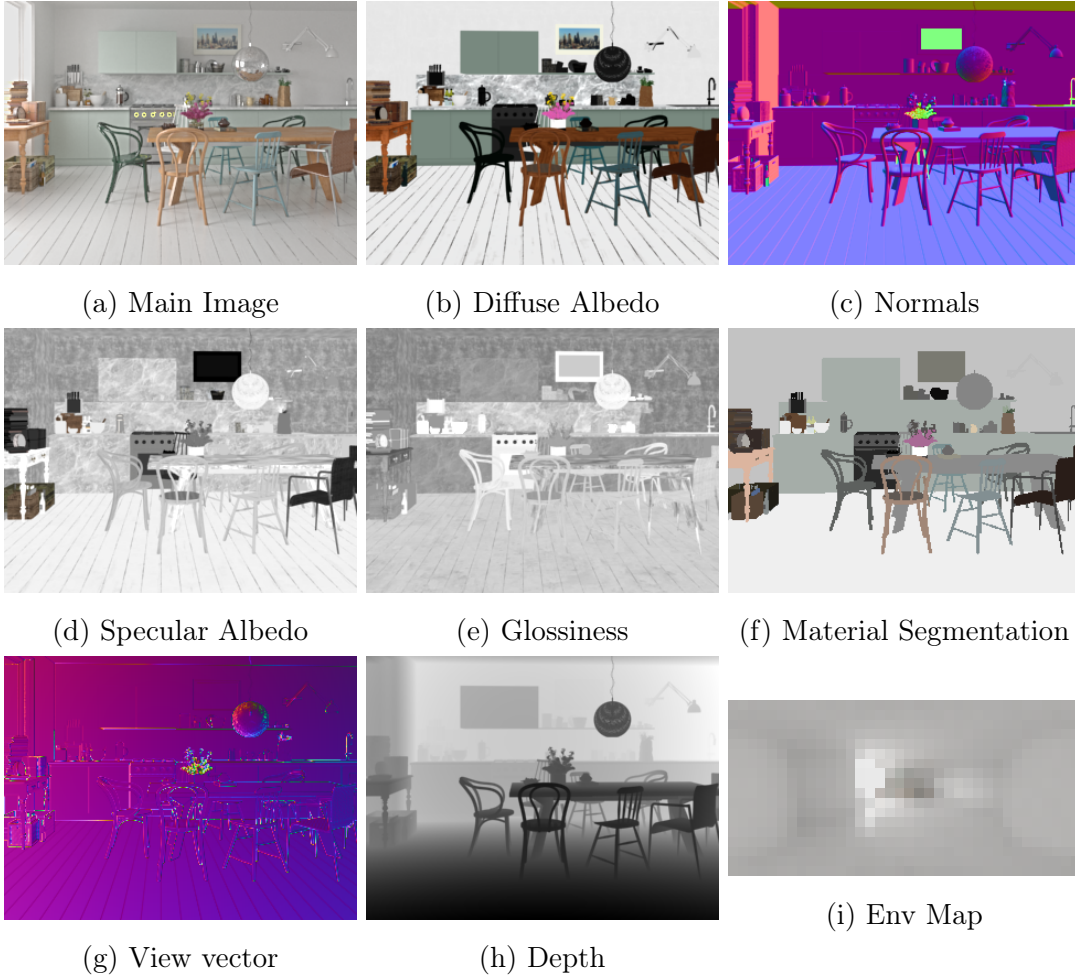 (a) Main Image
(b) Diffuse Albedo
(c) Normals
(d) Specular Albedo
(e) Glossiness
(f) Material Segmentation
(g) View vector
(h) Depth
(i) Env Map